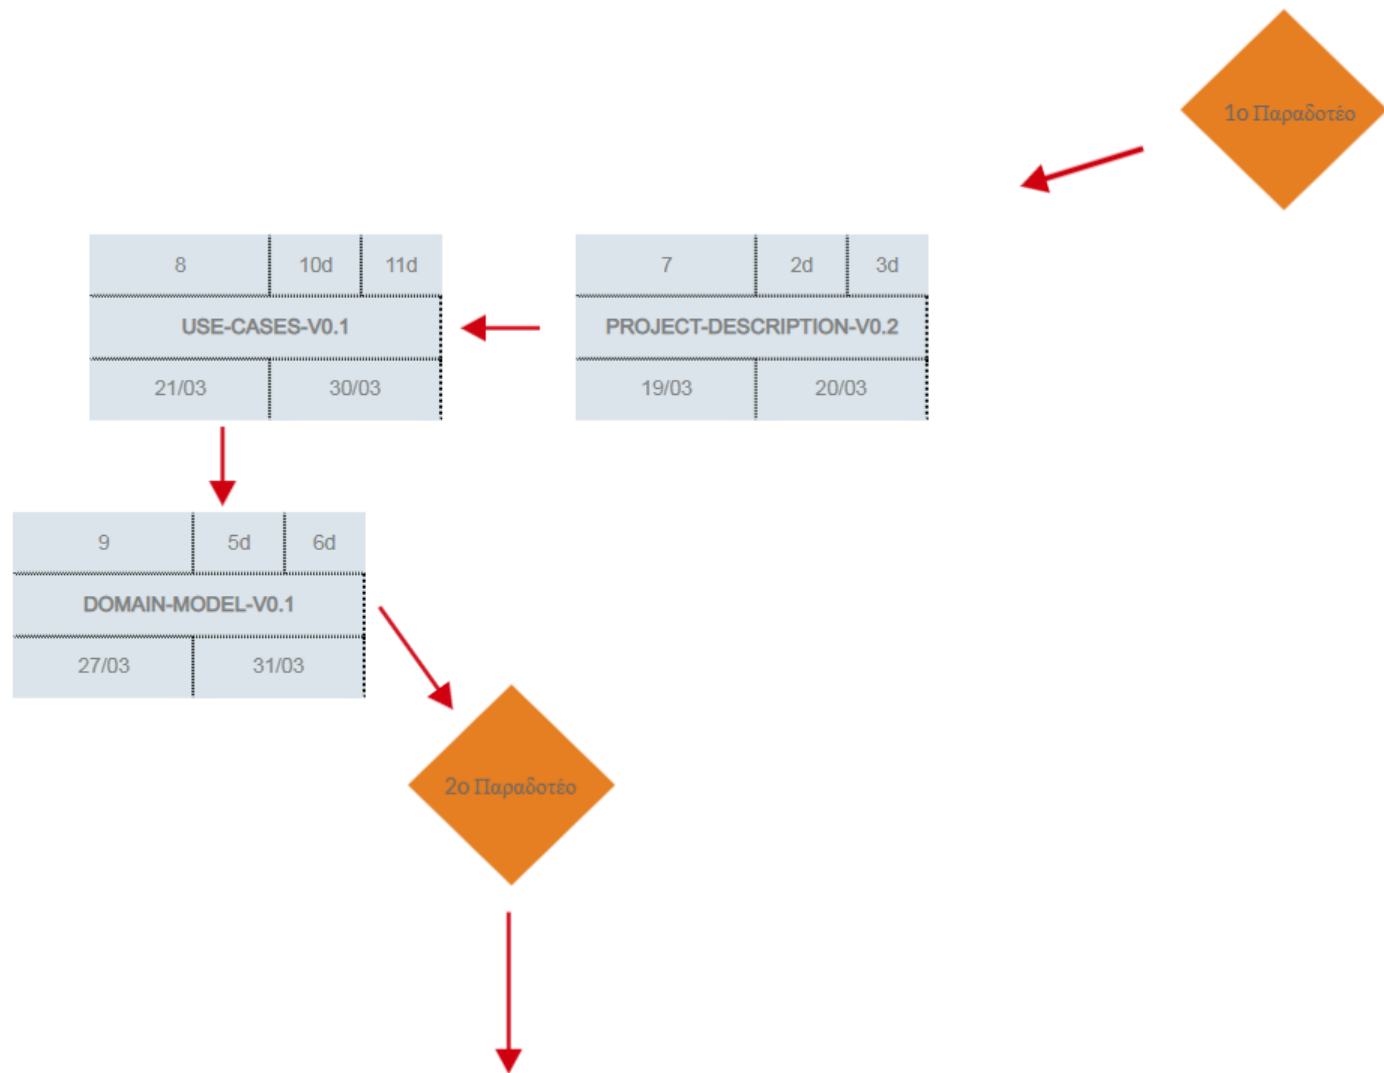 1ο Παραδοτέο
7 2d 3d
PROJECT-DESCRIPTION-V0.2
19/03 20/03
8 10d 11d
USE-CASES-V0.1
21/03 30/03
9 5d 6d
DOMAIN-MODEL-V0.1
27/03 31/03
2ο Παραδοτέο